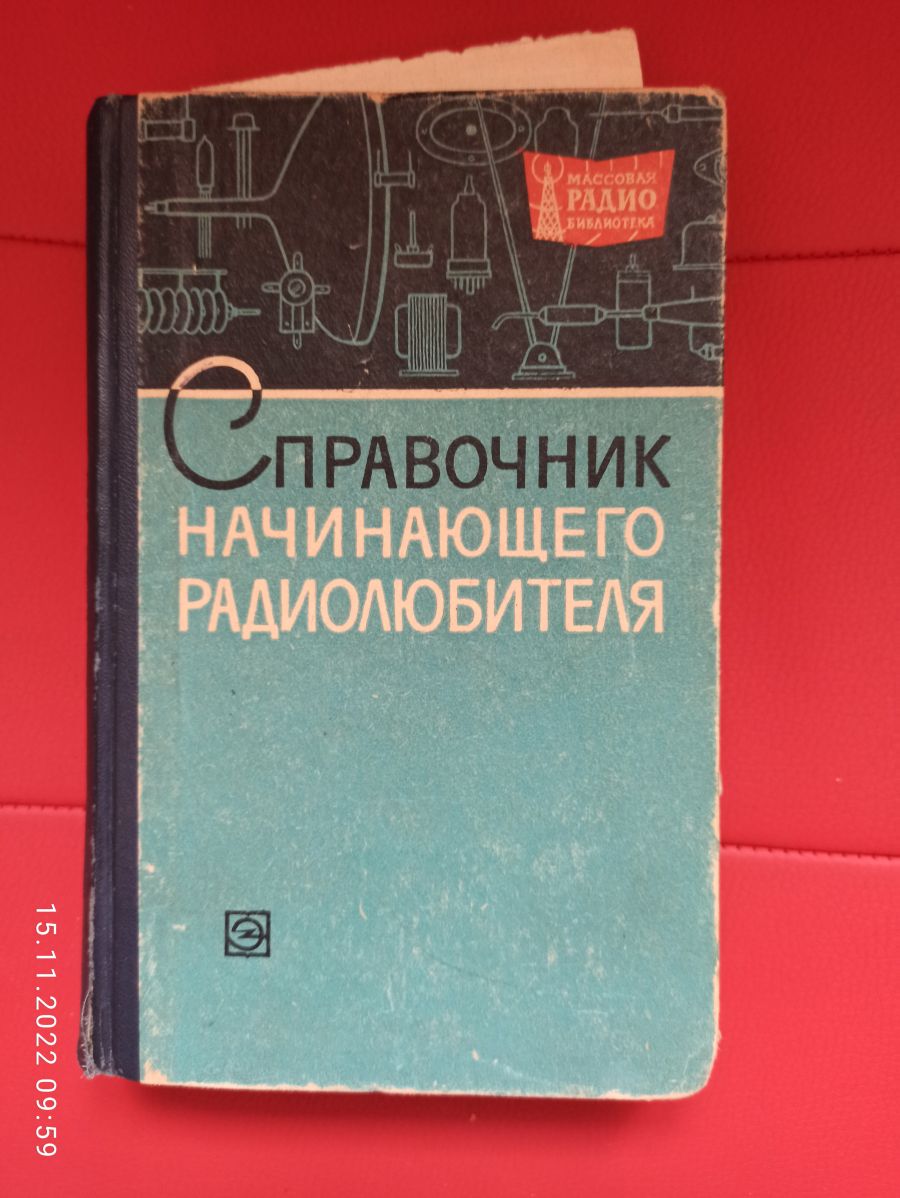 МАССОВАЯ
РАДИО
БИБЛИОТЕКА
СПРАВОЧНИК
НАЧИНАЮЩЕГО
РАДИОЛЮБИТЕЛЯ
Э
15.11.2022 09:59